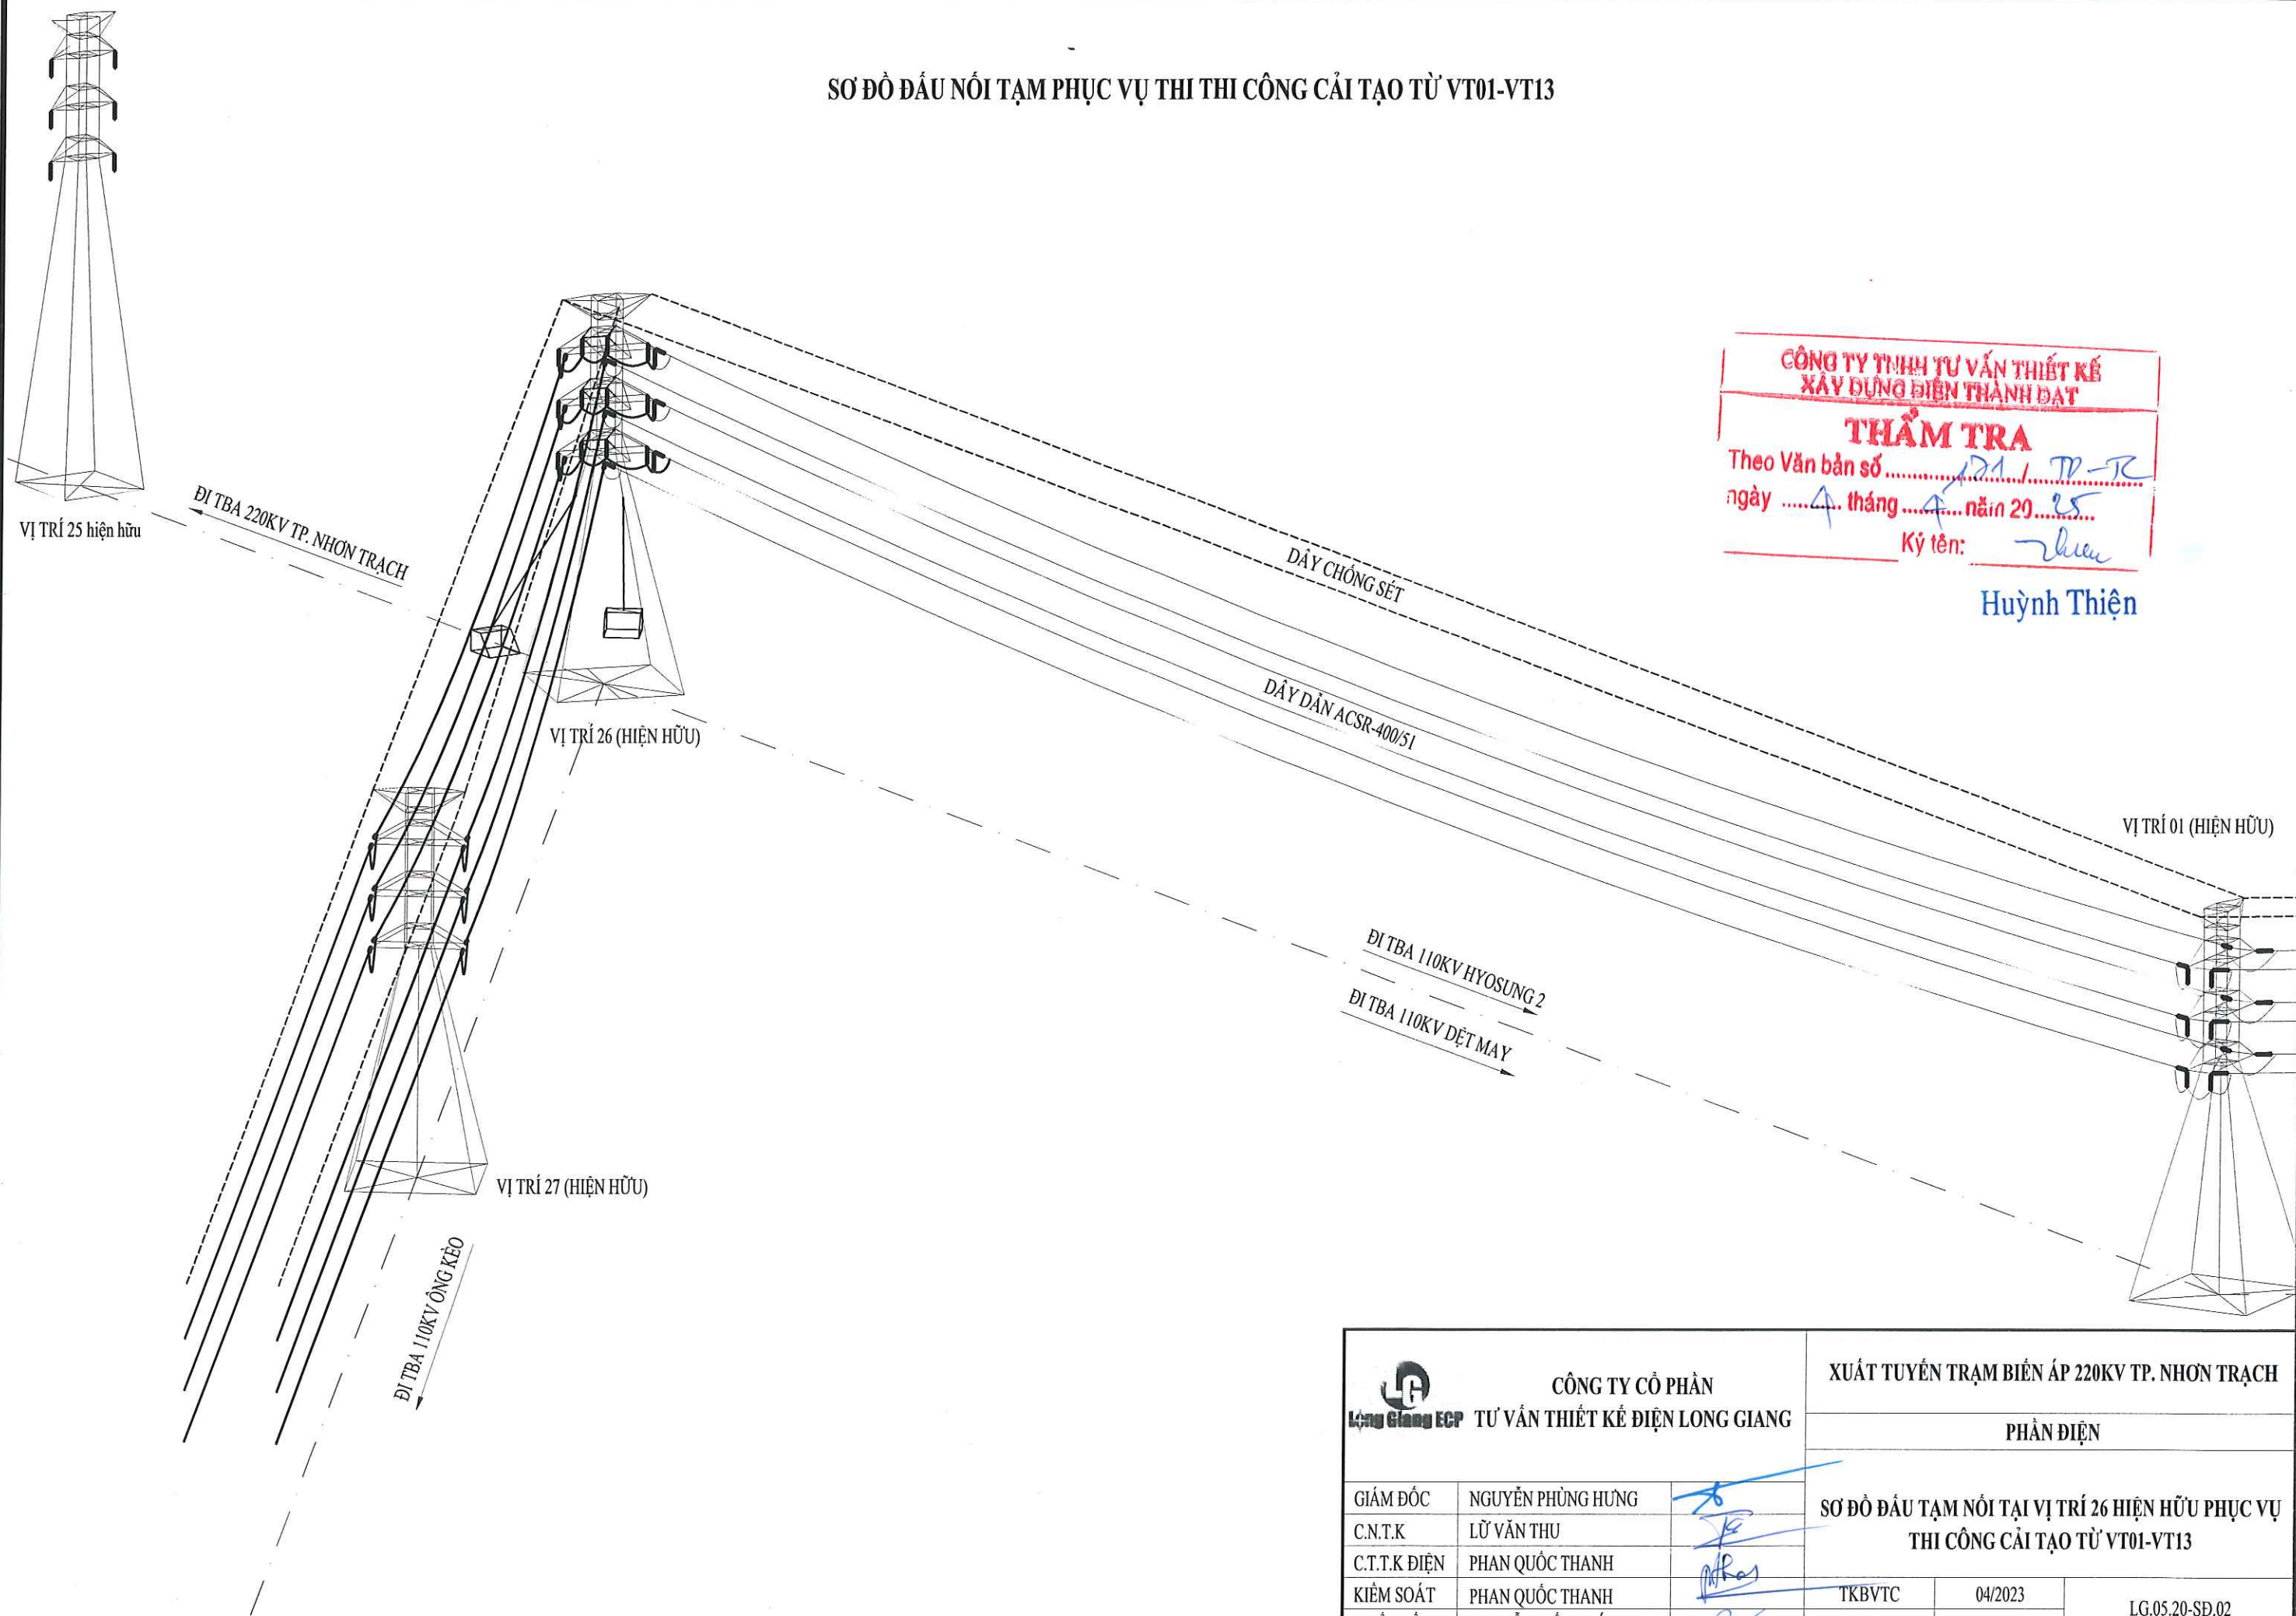 SƠ ĐỒ ĐẤU NỐI TẠM PHỤC VỤ THI THI CÔNG CẢI TẠO TỪ VT01-VT13
CÔNG TY TNHH TƯ VẤN THIẾT KẾ
XÂY DỰNG ĐIỆN THÀNH ĐẠT
THẨM TRA
Theo Văn bản số 121/ TD-TC
ngày 4 tháng 4 năm 2025
Ký tên:
Huỳnh Thiện
VỊ TRÍ 25 hiện hữu
ĐI TBA 220KV TP. NHƠN TRẠCH
DÂY CHỐNG SÉT
DÂY DẪN ACSR-400/51
VỊ TRÍ 26 (HIỆN HỮU)
VỊ TRÍ 01 (HIỆN HỮU)
ĐI TBA 110KV HYOSUNG 2
ĐI TBA 110KV DỆT MAY
VỊ TRÍ 27 (HIỆN HỮU)
ĐI TBA 110KV ÔNG KÈO
LG
Long Giang ECP
CÔNG TY CỔ PHẦN
TƯ VẤN THIẾT KẾ ĐIỆN LONG GIANG
XUẤT TUYẾN TRẠM BIẾN ÁP 220KV TP. NHƠN TRẠCH
PHẦN ĐIỆN
GIÁM ĐỐC NGUYỄN PHÙNG HƯNG
C.N.T.K LỮ VĂN THU
C.T.T.K ĐIỆN PHAN QUỐC THANH
KIỂM SOÁT PHAN QUỐC THANH
SƠ ĐỒ ĐẤU TẠM NỐI TẠI VỊ TRÍ 26 HIỆN HỮU PHỤC VỤ
THI CÔNG CẢI TẠO TỪ VT01-VT13
TKBVTC 04/2023
LG.05.20-SĐ.02